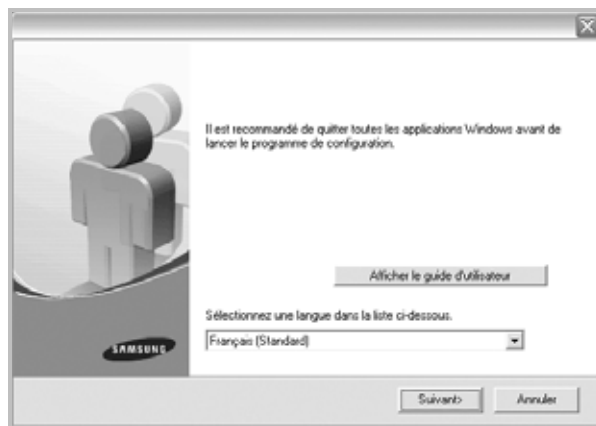 Il est recommandé de quitter toutes les applications Windows avant de
lancer le programme de configuration.
Afficher le guide d'utilisateur
Sélectionnez une langue dans la liste ci-dessous.
Français (Standard)
SAMSUNG
Suivant>
Annuler